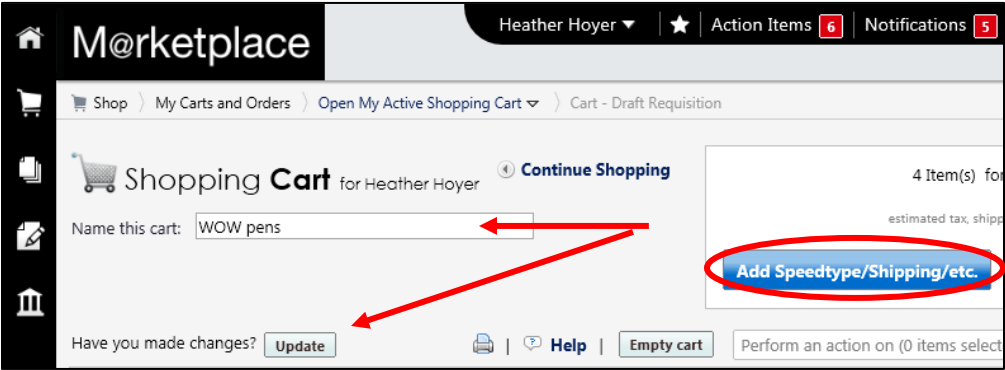 M@rketplace
Heather Hoyer Action Items 6 Notifications 5
Shop My Carts and Orders Open My Active Shopping Cart Cart - Draft Requisition
Shopping Cart for Heather Hoyer
Continue Shopping
Name this cart: WOW pens
4 Item(s) for
estimated tax, shipp
Add Speedtype/Shipping/etc.
Have you made changes? Update
| ? Help | Empty cart
Perform an action on (0 items select